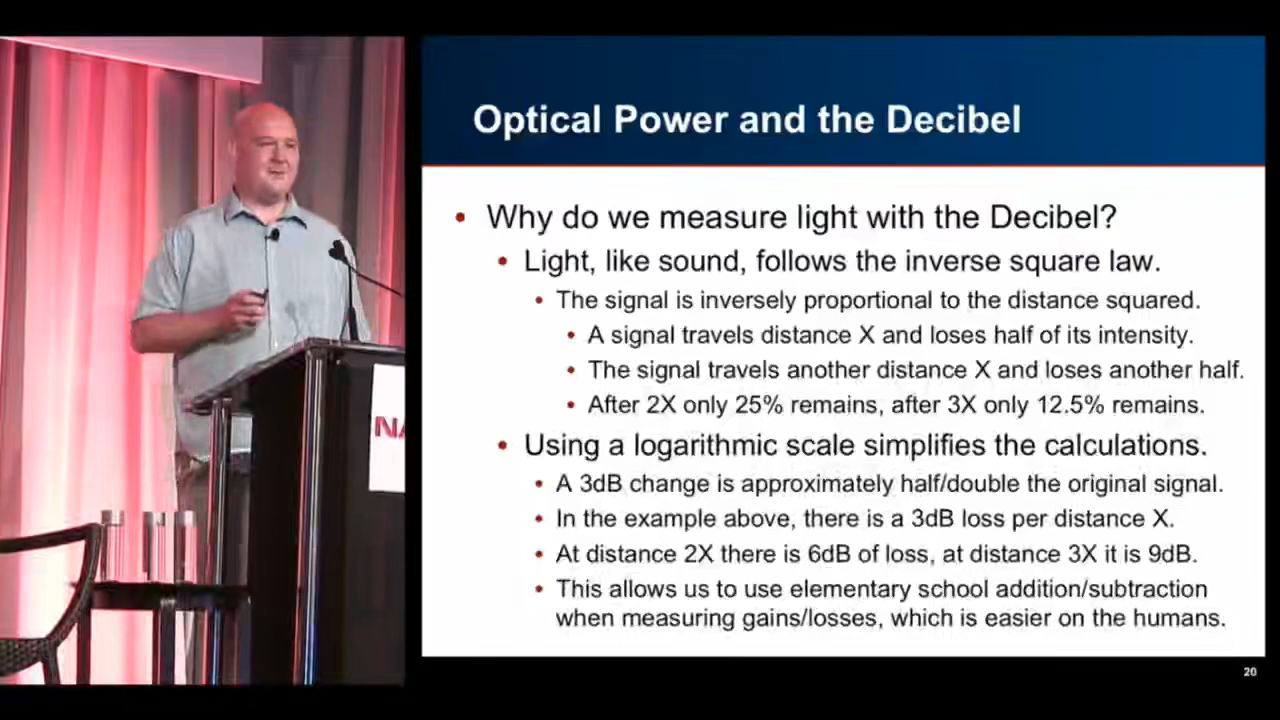 Optical Power and the Decibel
• Why do we measure light with the Decibel?
• Light, like sound, follows the inverse square law.
• The signal is inversely proportional to the distance squared.
• A signal travels distance X and loses half of its intensity.
• The signal travels another distance X and loses another half.
• After 2X only 25% remains, after 3X only 12.5% remains.
• Using a logarithmic scale simplifies the calculations.
• A 3dB change is approximately half/double the original signal.
• In the example above, there is a 3dB loss per distance X.
• At distance 2X there is 6dB of loss, at distance 3X it is 9dB.
• This allows us to use elementary school addition/subtraction
when measuring gains/losses, which is easier on the humans.
20